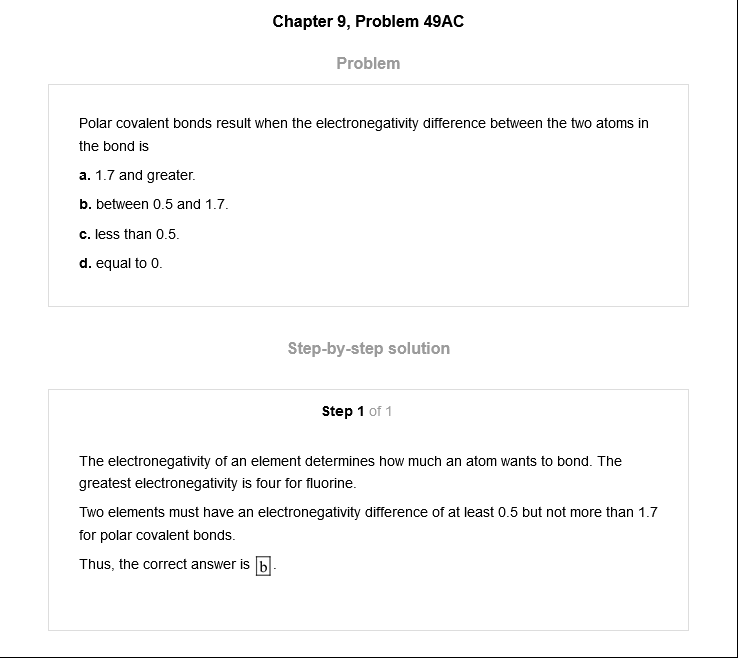 Chapter 9, Problem 49AC
Problem
Polar covalent bonds result when the electronegativity difference between the two atoms in
the bond is
a. 1.7 and greater.
b. between 0.5 and 1.7.
c. less than 0.5.
d. equal to 0.
Step-by-step solution
Step 1 of 1
The electronegativity of an element determines how much an atom wants to bond. The
greatest electronegativity is four for fluorine.
Two elements must have an electronegativity difference of at least 0.5 but not more than 1.7
for polar covalent bonds.
Thus, the correct answer is b.